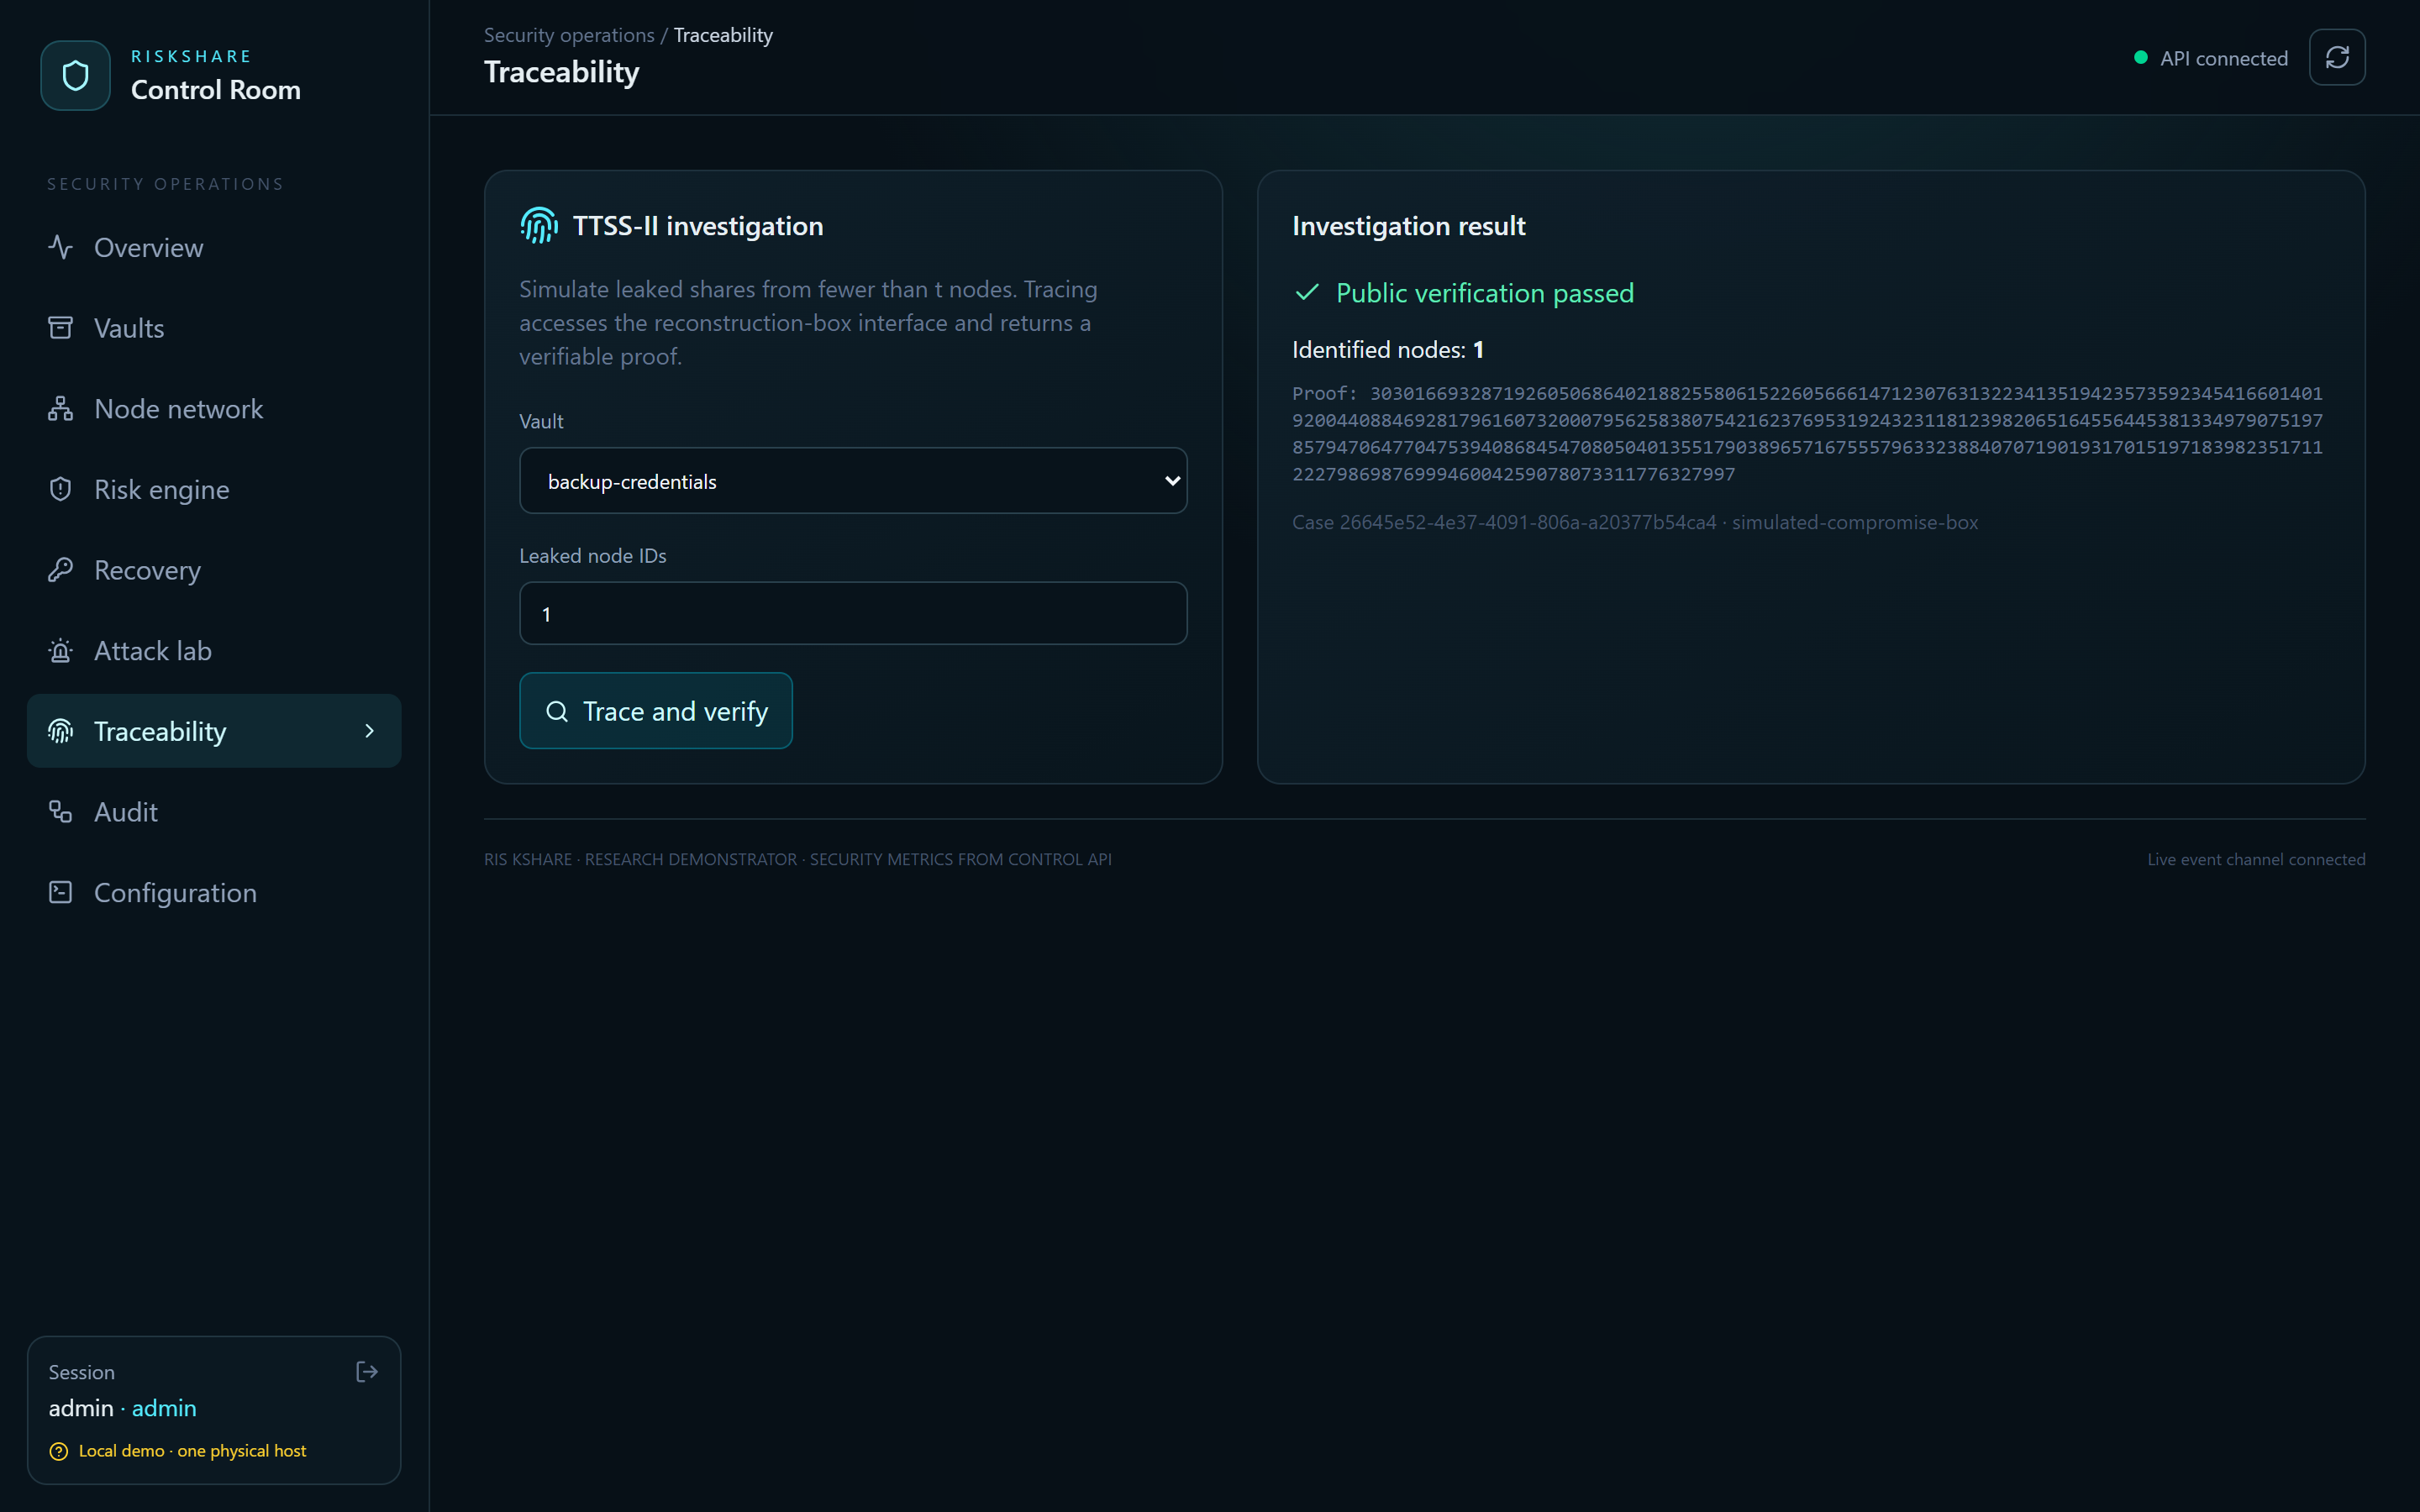 RISKSHARE
Control Room
SECURITY OPERATIONS
Overview
Vaults
Node network
Risk engine
Recovery
Attack lab
Traceability
Audit
Configuration
Session
admin · admin
Local demo · one physical host
Security operations / Traceability
Traceability
API connected
TTSS-II investigation
Simulate leaked shares from fewer than t nodes. Tracing
accesses the reconstruction-box interface and returns a
verifiable proof.
Vault
backup-credentials
Leaked node IDs
1
Trace and verify
Investigation result
Public verification passed
Identified nodes: 1
Proof: 30301669328719260506864021882558061522605666147123076313223413519423573592345416601401
920044088469281796160732000795625838075421623769531924323118123982065164556445381334979075197
857947064770475394086845470805040135517903896571675557963323884070719019317015197183982351711
2227986987699946004259078073311776327997
Case 26645e52-4e37-4091-806a-a20377b54ca4 · simulated-compromise-box
RIS KSHARE · RESEARCH DEMONSTRATOR · SECURITY METRICS FROM CONTROL API
Live event channel connected